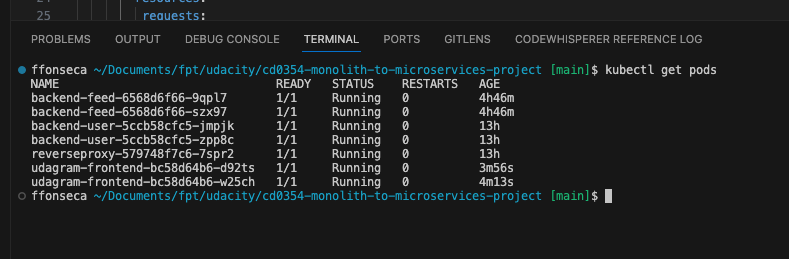 resources:
25 requests:
PROBLEMS OUTPUT DEBUG CONSOLE TERMINAL PORTS GITLENS CODEWHISPERER REFERENCE LOG
ffonseca ~/Documents/fpt/udacity/cd0354-monolith-to-microservices-project [main]$ kubectl get pods
NAME READY STATUS RESTARTS AGE
backend-feed-6568d6f66-9qpl7 1/1 Running 0 4h46m
backend-feed-6568d6f66-szx97 1/1 Running 0 4h46m
backend-user-5ccb58cfc5-jmpjk 1/1 Running 0 13h
backend-user-5ccb58cfc5-zpp8c 1/1 Running 0 13h
reverseproxy-579748f7c6-7spr2 1/1 Running 0 13h
udagram-frontend-bc58d64b6-d92ts 1/1 Running 0 3m56s
udagram-frontend-bc58d64b6-w25ch 1/1 Running 0 4m13s
ffonseca ~/Documents/fpt/udacity/cd0354-monolith-to-microservices-project [main]$